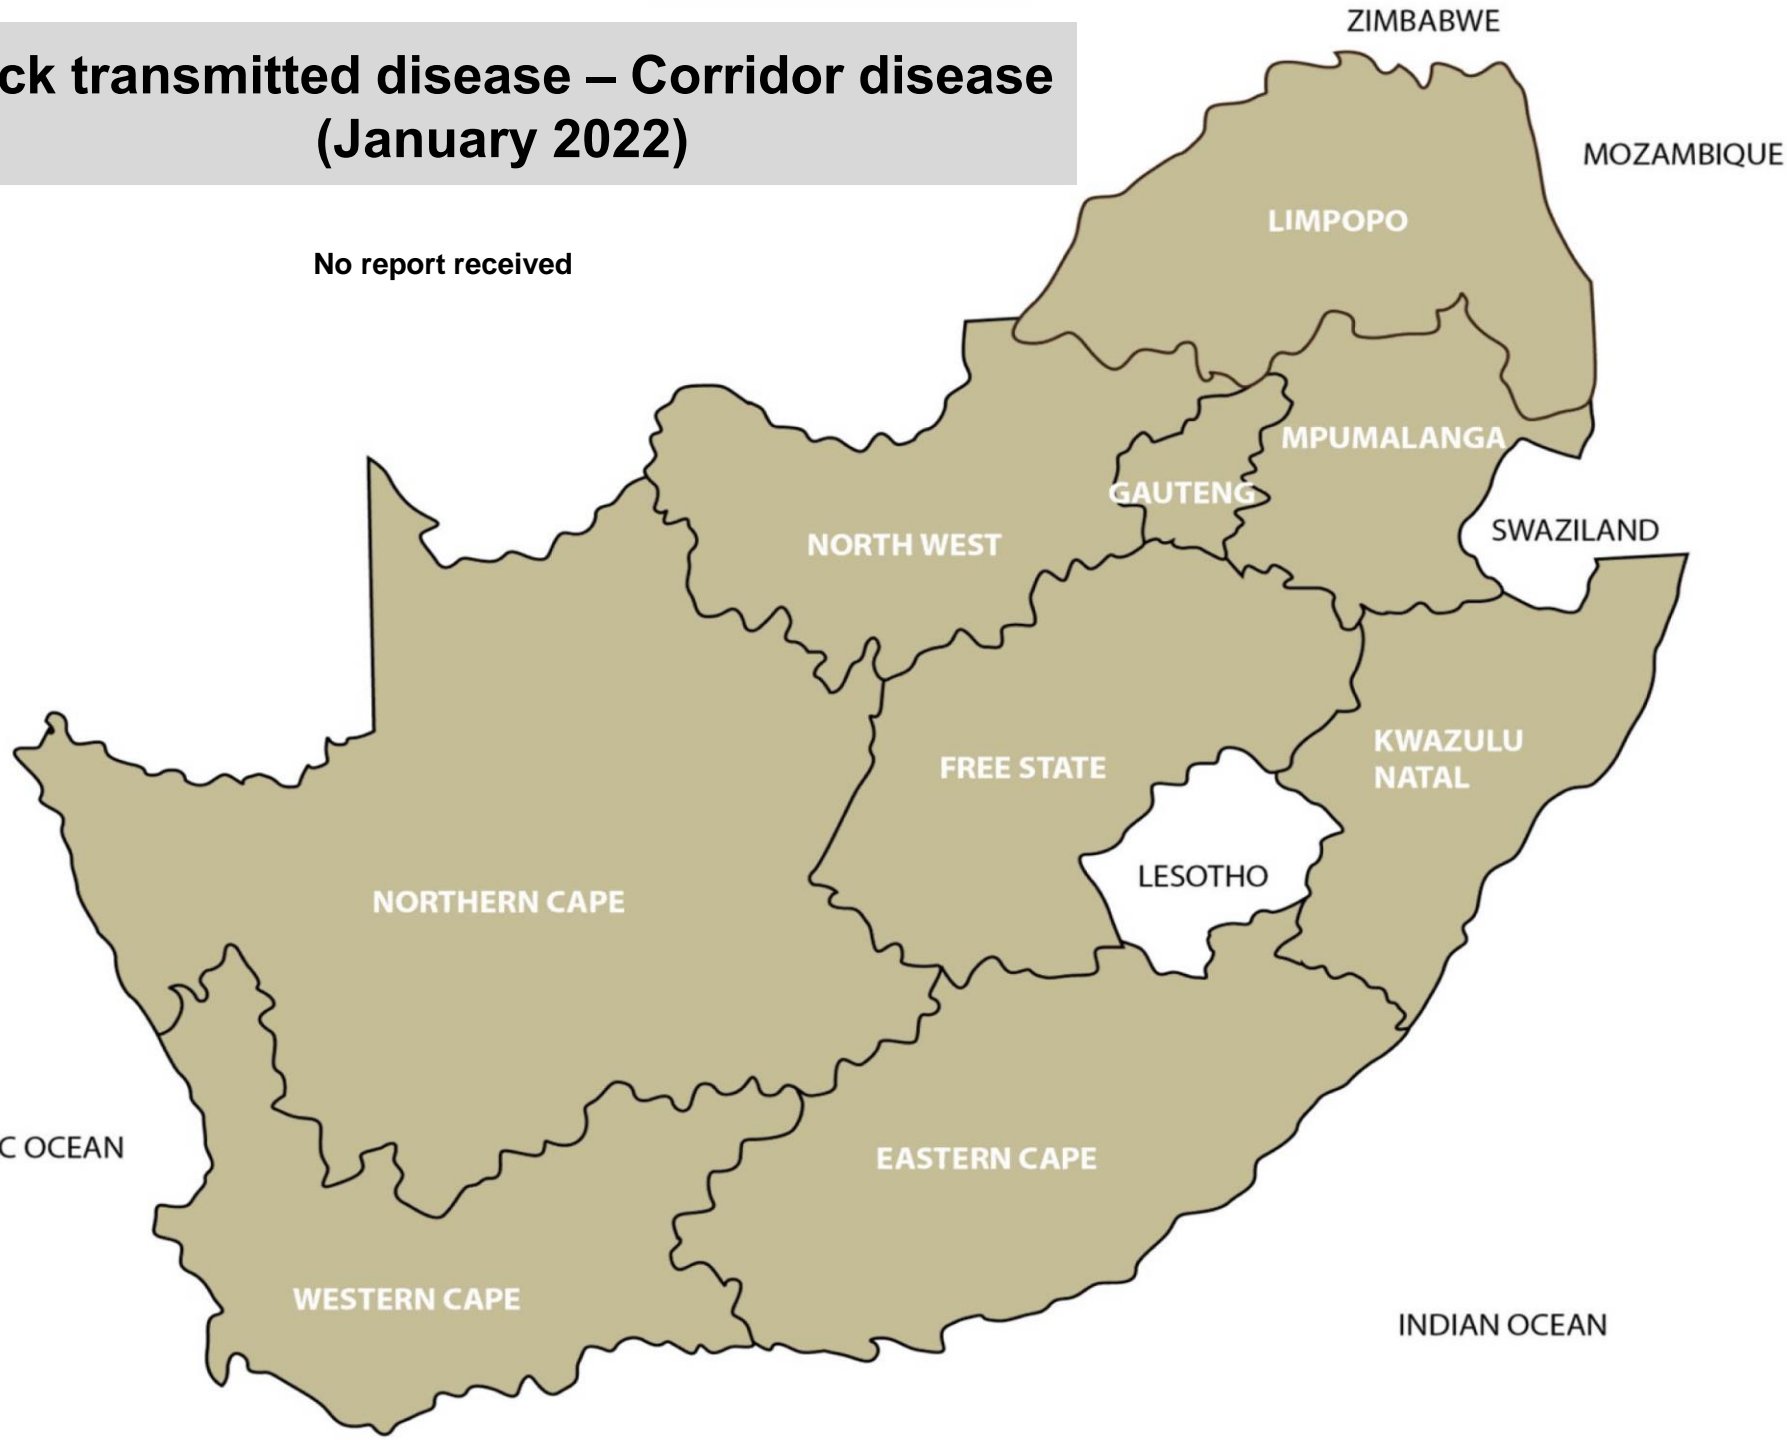 ZIMBABWE
ck transmitted disease – Corridor disease
(January 2022)
MOZAMBIQUE
LIMPOPO
No report received
MPUMALANGA
GAUTENG
SWAZILAND
NORTH WEST
KWAZULU
NATAL
FREE STATE
LESOTHO
NORTHERN CAPE
C OCEAN
EASTERN CAPE
WESTERN CAPE
INDIAN OCEAN